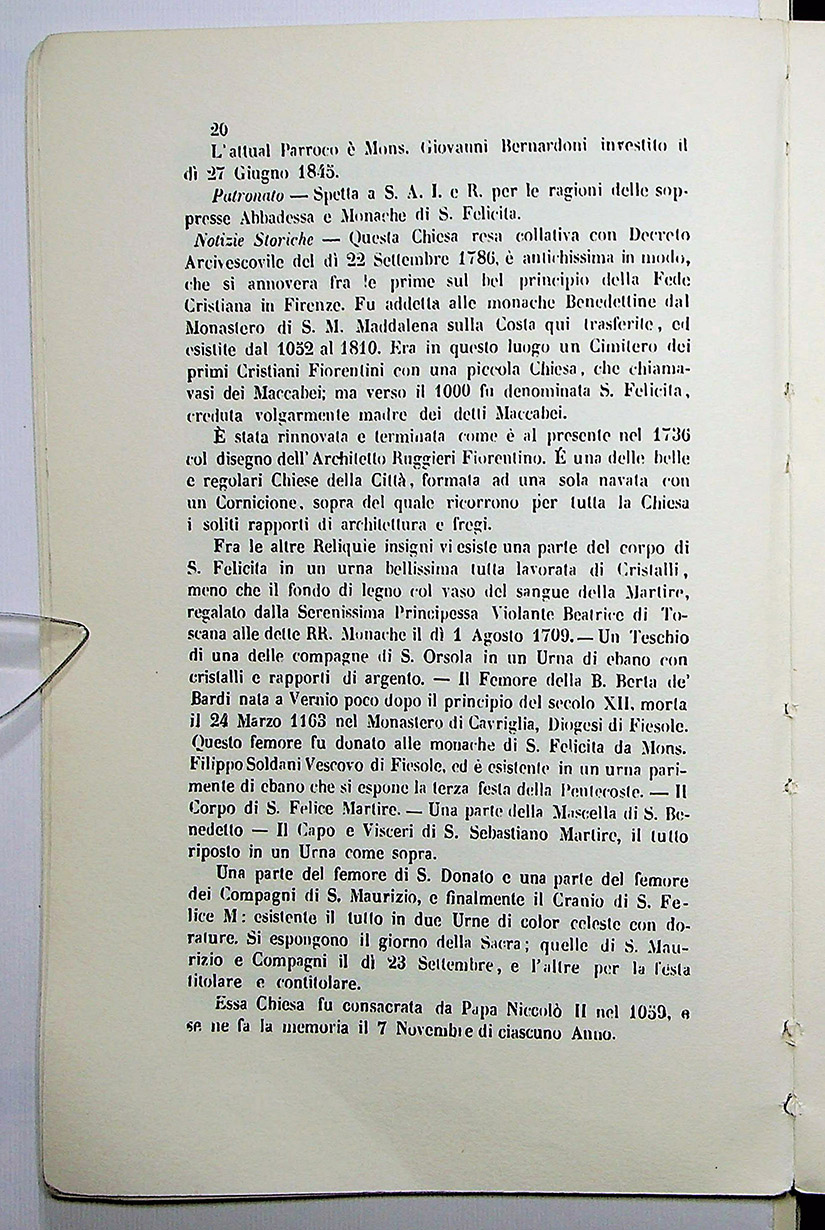 20
L'attual Parroco è Mons. Giovanni Bernardoni investito il
dì 27 Giugno 1845.
Patronato — Spetta a S. A. I. e R. per le ragioni delle sop-
presse Abbadessa e Monache di S. Felicita.
Notizie Storiche — Questa Chiesa resa collativa con Decreto
Arcivescovile del dì 22 Settembre 1786, è antichissima in modo,
che si annovera fra le prime sul bel principio della Fede
Cristiana in Firenze. Fu addetta alle monache Benedettine dal
Monastero di S. M. Maddalena sulla Costa qui trasferite, ed
esistite dal 1052 al 1810. Era in questo luogo un Cimitero dei
primi Cristiani Fiorentini con una piccola Chiesa, che chiama-
vasi dei Maccabei; ma verso il 1000 fu denominata S. Felicita,
creduta volgarmente madre dei detti Maccabei.
È stata rinnovata e terminata come è al presente nel 1736
col disegno dell'Architetto Ruggieri Fiorentino. É una delle belle
e regolari Chiese della Città, formata ad una sola navata con
un Cornicione, sopra del quale ricorrono per tutta la Chiesa
i soliti rapporti di architettura e fregi.
Fra le altre Reliquie insigni vi esiste una parte del corpo di
S. Felicita in un urna bellissima tutta lavorata di Cristalli,
meno che il fondo di legno col vaso del sangue della Martire,
regalato dalla Serenissima Principessa Violante Beatrice di To-
scana alle dette RR. Monache il dì 1 Agosto 1709. — Un Teschio
di una delle compagne di S. Orsola in un Urna di ebano con
cristalli e rapporti di argento. — Il Femore della B. Berta de'
Bardi nata a Vernio poco dopo il principio del secolo XII, morta
il 24 Marzo 1163 nel Monastero di Cavriglia, Diogesi di Fiesole.
Questo femore fu donato alle monache di S. Felicita da Mons.
Filippo Soldani Vescovo di Fiesole, ed è esistente in un urna pari-
mente di ebano che si espone la terza festa della Pentecoste. — Il
Corpo di S. Felice Martire. — Una parte della Mascella di S. Be-
nedetto — Il Capo e Visceri di S. Sebastiano Martire, il tutto
riposto in un Urna come sopra.
Una parte del femore di S. Donato e una parte del femore
dei Compagni di S. Maurizio, e finalmente il Cranio di S. Fe-
lice M: esistente il tutto in due Urne di color celeste con do-
rature. Si espongono il giorno della Sacra; quelle di S. Mau-
rizio e Compagni il dì 23 Settembre, e l'altre per la festa
titolare e contitolare.
Essa Chiesa fu consacrata da Papa Niccolò II nel 1059, e
se ne fa la memoria il 7 Novembre di ciascuno Anno.